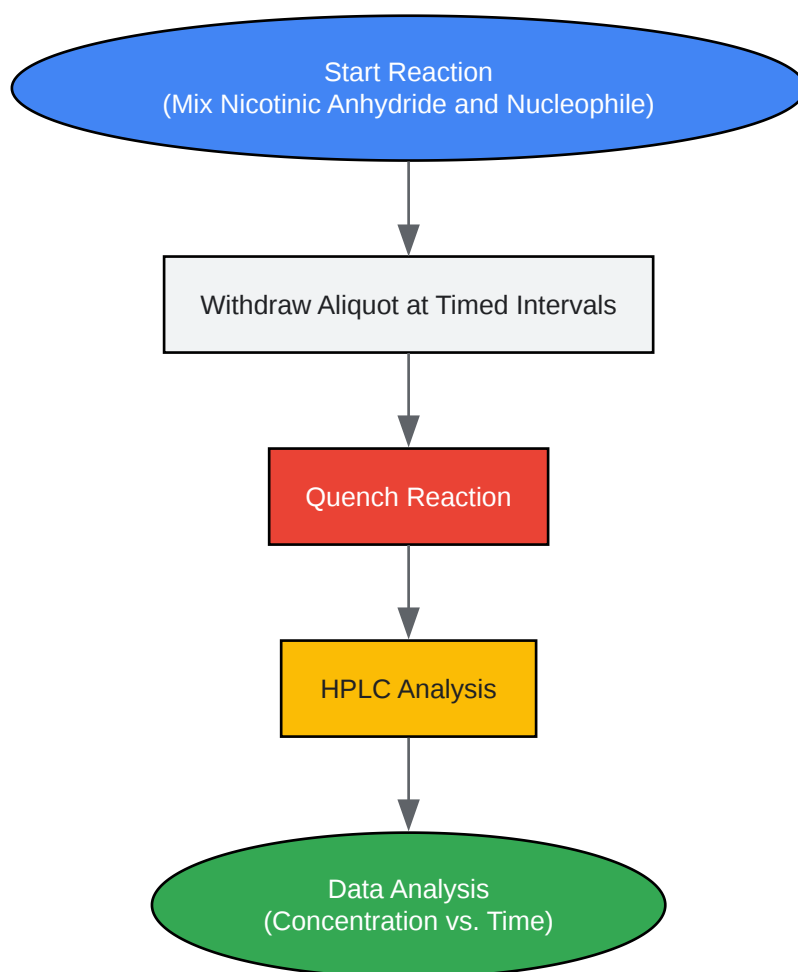 Start Reaction
(Mix Nicotinic Anhydride and Nucleophile)
Withdraw Aliquot at Timed Intervals
Quench Reaction
HPLC Analysis
Data Analysis
(Concentration vs. Time)